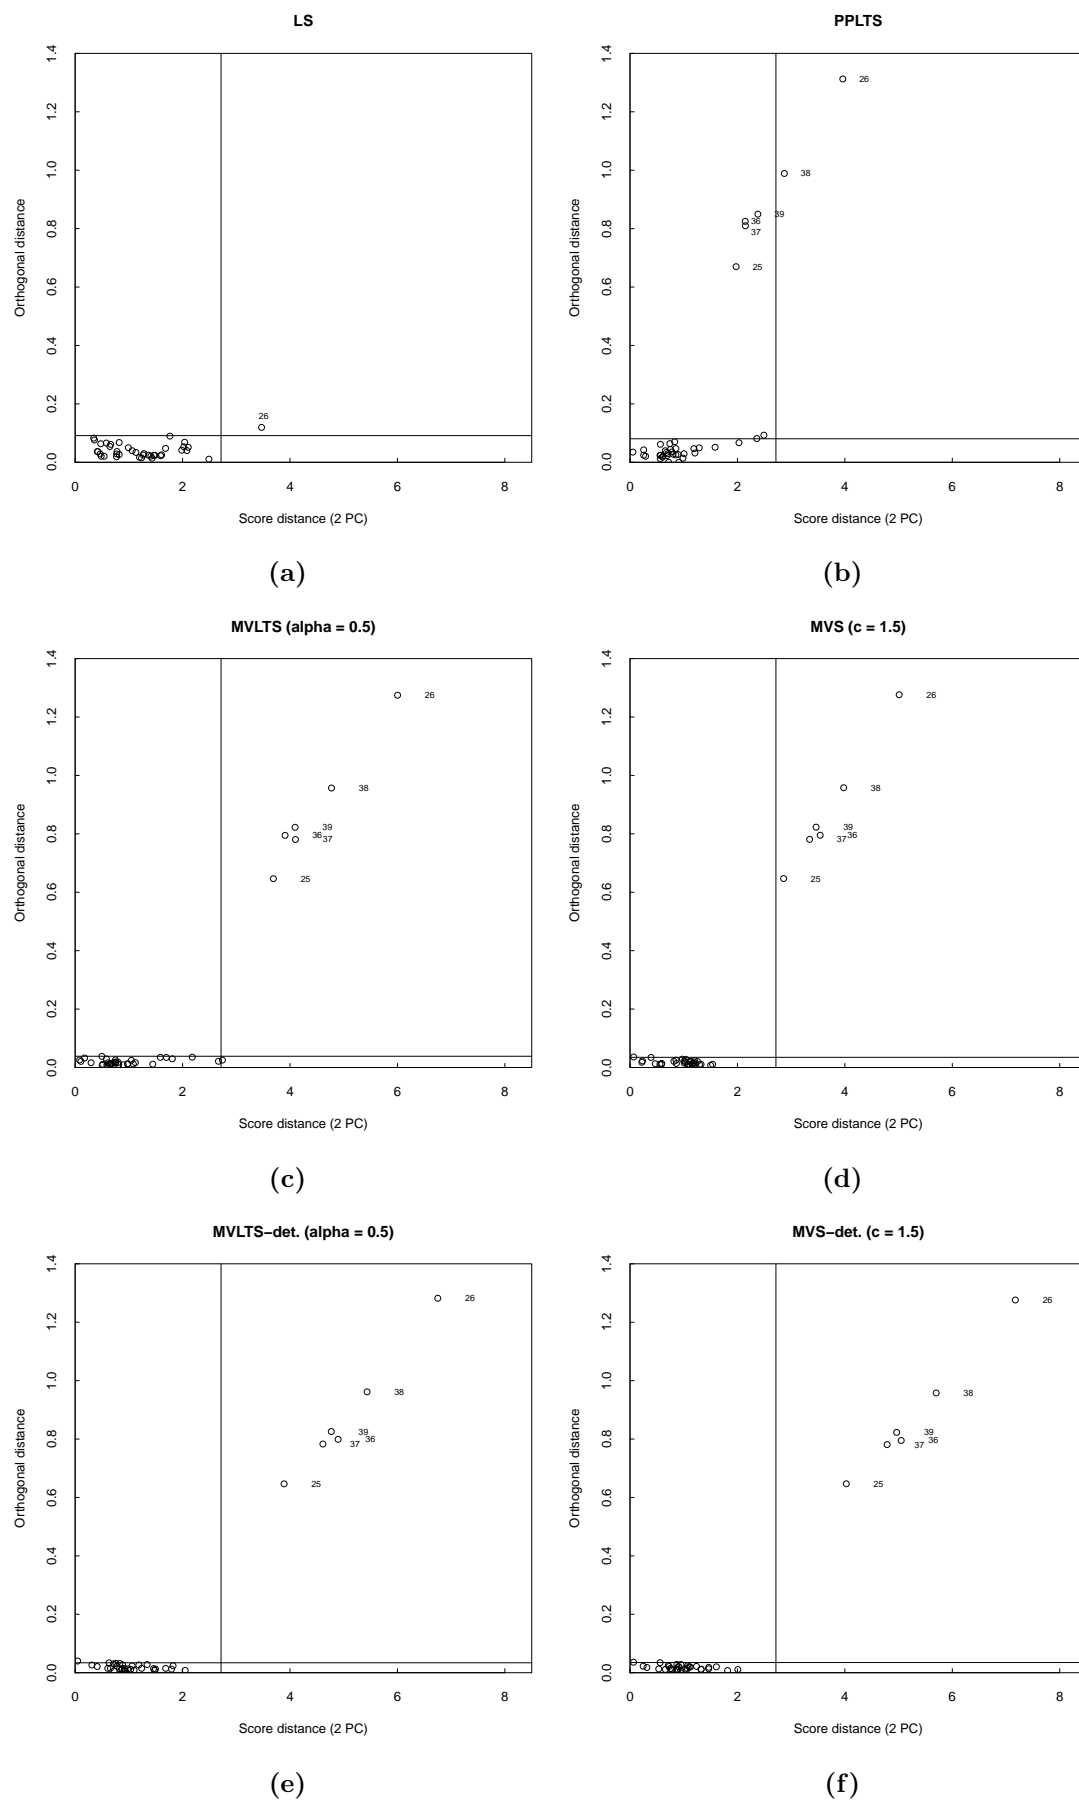 LS
PPLTS
Orthogonal distance
0.0 0.2 0.4 0.6 0.8 1.0 1.2 1.4
26
0 2 4 6 8
Score distance (2 PC)
Orthogonal distance
0.0 0.2 0.4 0.6 0.8 1.0 1.2 1.4
26
38
39
36
37
25
0 2 4 6 8
Score distance (2 PC)
(a)
(b)
MVLTS (alpha = 0.5)
MVS (c = 1.5)
Orthogonal distance
0.0 0.2 0.4 0.6 0.8 1.0 1.2 1.4
26
38
39
36
37
25
0 2 4 6 8
Score distance (2 PC)
Orthogonal distance
0.0 0.2 0.4 0.6 0.8 1.0 1.2 1.4
26
38
39
36
37
25
0 2 4 6 8
Score distance (2 PC)
(c)
(d)
MVLTS−det. (alpha = 0.5)
MVS−det. (c = 1.5)
Orthogonal distance
0.0 0.2 0.4 0.6 0.8 1.0 1.2 1.4
26
38
39
36
37
25
0 2 4 6 8
Score distance (2 PC)
Orthogonal distance
0.0 0.2 0.4 0.6 0.8 1.0 1.2 1.4
26
38
39
36
37
25
0 2 4 6 8
Score distance (2 PC)
(e)
(f)